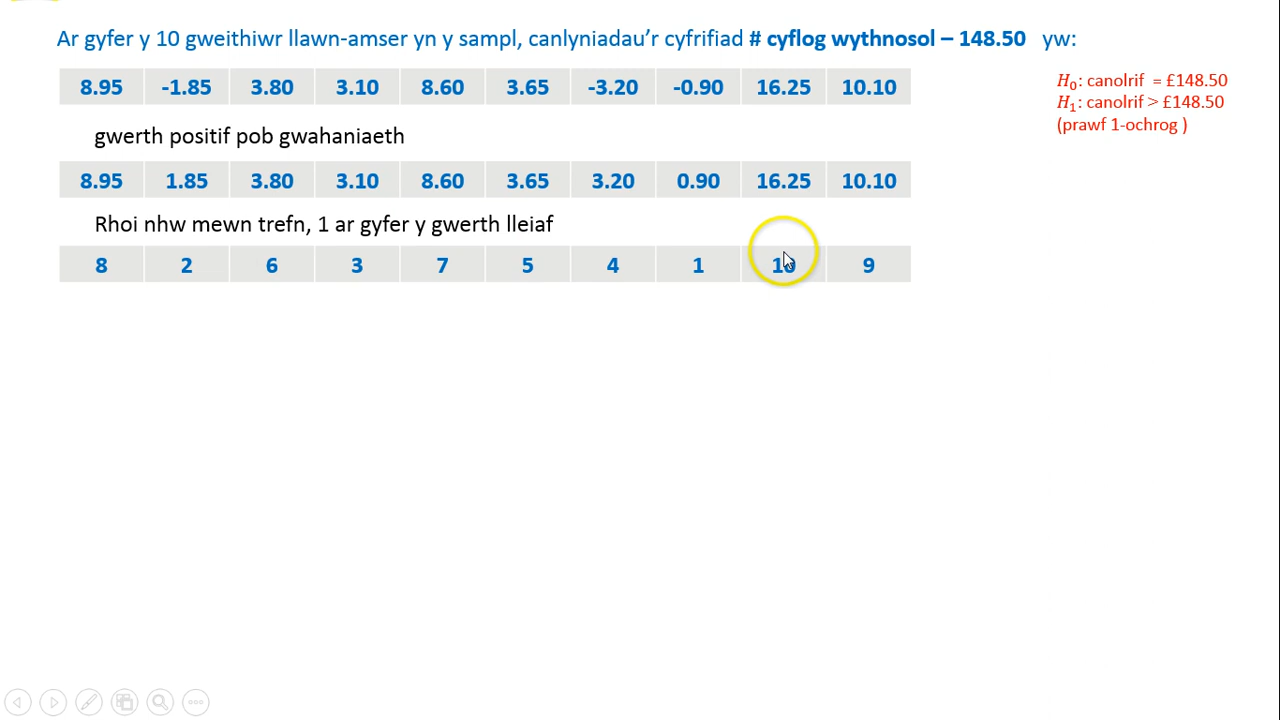 Ar gyfer y 10 gweithiwr llawn-amser yn y sampl, canlyniadau’r cyfrifiad # cyflog wythnosol – 148.50 yw:
8.95 -1.85 3.80 3.10 8.60 3.65 -3.20 -0.90 16.25 10.10
H₀: canolrif = £148.50
H₁: canolrif > £148.50
(prawf 1-ochrog )
gwerth positif pob gwahaniaeth
8.95 1.85 3.80 3.10 8.60 3.65 3.20 0.90 16.25 10.10
Rhoi nhw mewn trefn, 1 ar gyfer y gwerth lleiaf
8 2 6 3 7 5 4 1 10 9